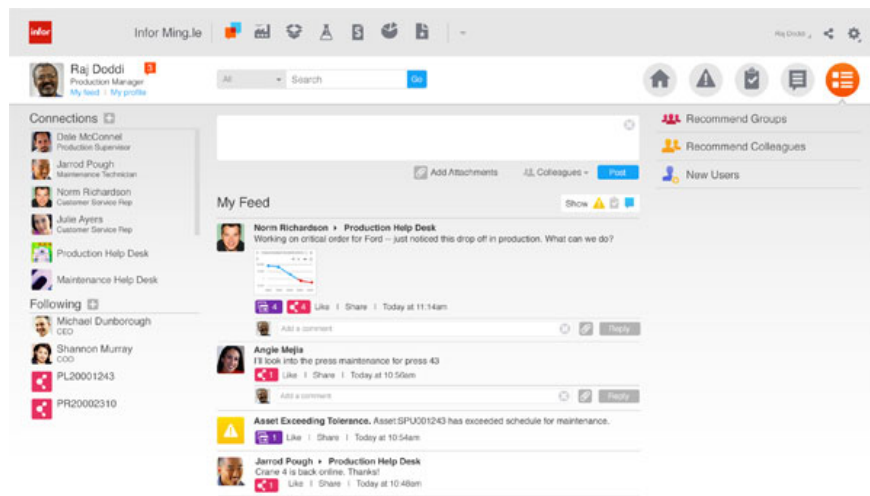 infor
Infor Ming.le
Raj Doddi
Raj Doddi
3
Production Manager
My feed | My profile
All
Search
Go
Connections
Dale McConnel
Production Supervisor
Jarrod Pough
Maintenance Technician
Norm Richardson
Customer Service Rep
Julie Ayers
Customer Service Rep
Production Help Desk
Maintenance Help Desk
Following
Michael Dunborough
CEO
Shannon Murray
COO
PL20001243
PR20002310
Add Attachments
Colleagues
Post
My Feed
Show
Norm Richardson Production Help Desk
Working on critical order for Ford -- just noticed this drop off in production. What can we do?
4 4 Like | Share | Today at 11:14am
Add a comment
Reply
Angie Mejia
I'll look into the press maintenance for press 43
1 Like | Share | Today at 10:56am
Add a comment
Reply
Asset Exceeding Tolerance. Asset:SPU001243 has exceeded schedule for maintenance.
1 Like | Share | Today at 10:54am
Jarrod Pough Production Help Desk
Crane 4 is back online. Thanks!
1 Like | Share | Today at 10:48am
Recommend Groups
Recommend Colleagues
New Users